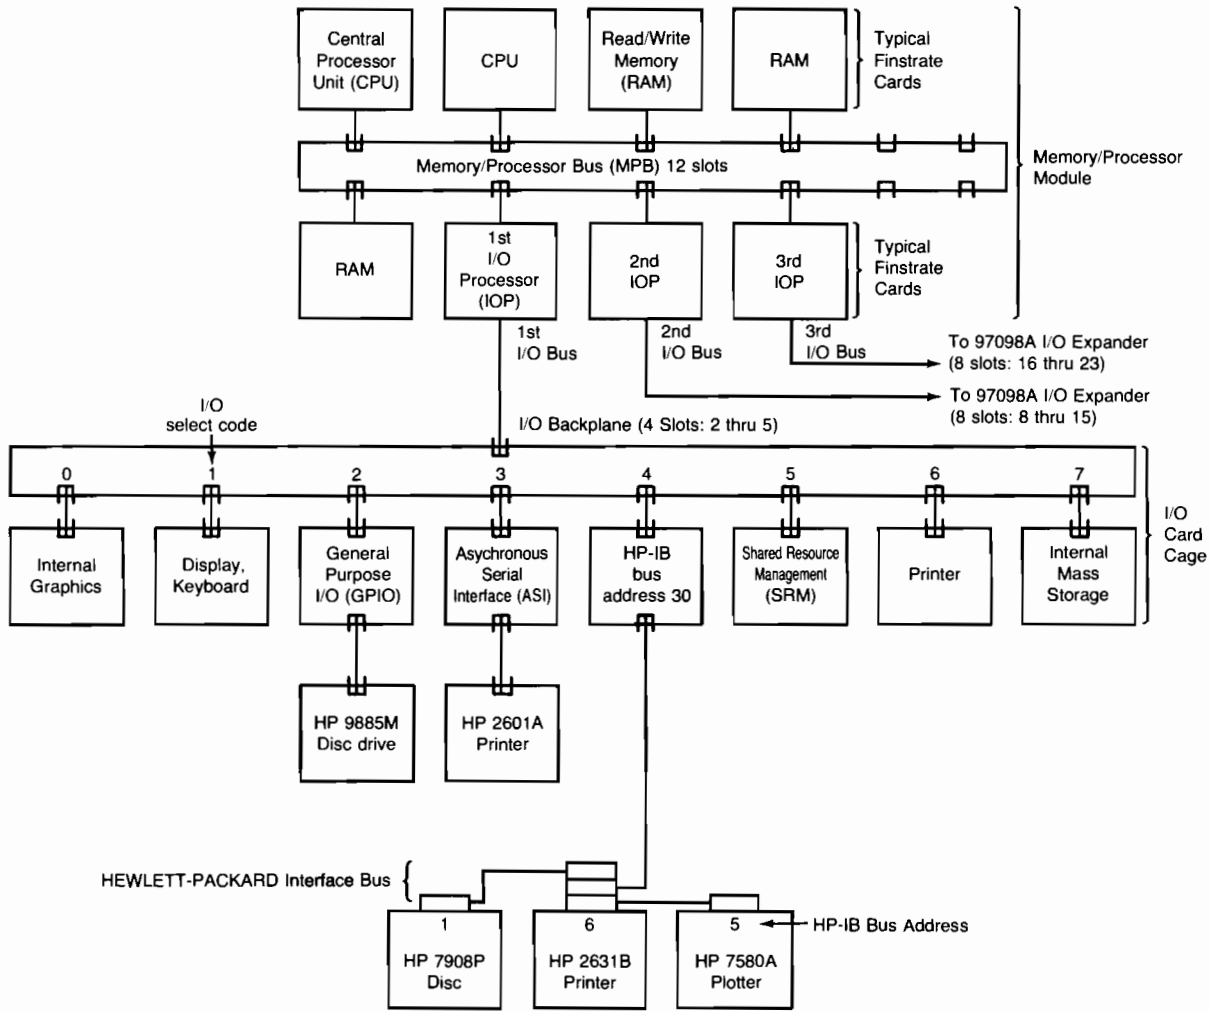 Central
Processor
Unit (CPU)
CPU
Read/Write
Memory
(RAM)
RAM
Typical
Finstrate
Cards
Memory/Processor Bus (MPB) 12 slots
Memory/Processor
Module
RAM
1st
I/O
Processor
(IOP)
2nd
IOP
3rd
IOP
Typical
Finstrate
Cards
1st
I/O Bus
2nd
I/O Bus
3rd
I/O Bus
To 97098A I/O Expander
(8 slots: 16 thru 23)
To 97098A I/O Expander
(8 slots: 8 thru 15)
I/O
select code
I/O Backplane (4 Slots: 2 thru 5)
0 1 2 3 4 5 6 7
I/O
Card
Cage
Internal
Graphics
Display,
Keyboard
General
Purpose
I/O (GPIO)
Asychronous
Serial
Interface (ASI)
HP-IB
bus
address 30
Shared Resource
Management
(SRM)
Printer
Internal
Mass
Storage
HP 9885M
Disc drive
HP 2601A
Printer
HEWLETT-PACKARD Interface Bus
1
HP 7908P
Disc
6
HP 2631B
Printer
5
HP 7580A
Plotter
HP-IB Bus Address